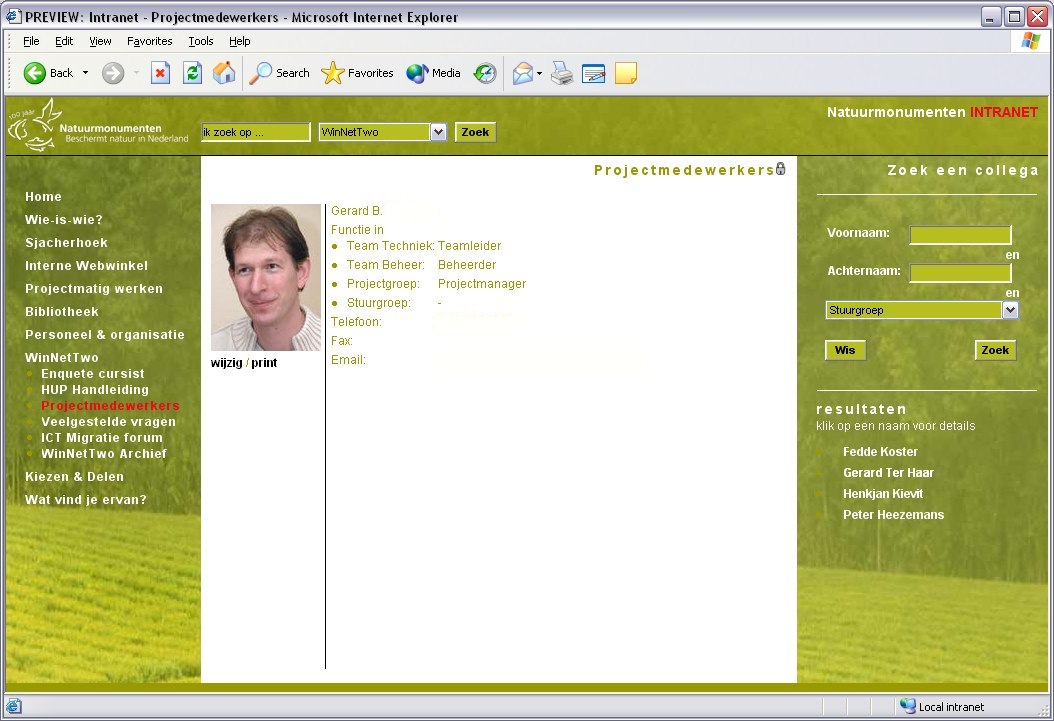 PREVIEW: Intranet - Projectmedewerkers - Microsoft Internet Explorer
File Edit View Favorites Tools Help
Back Search Favorites Media
100 jaar
Natuurmonumenten
Beschermt natuur in Nederland
ik zoek op ... WinNetTwo Zoek
Natuurmonumenten INTRANET
Projectmedewerkers
Zoek een collega
Home
Wie-is-wie?
Sjacherhoek
Interne Webwinkel
Projectmatig werken
Bibliotheek
Personeel & organisatie
WinNetTwo
Enquete cursist
HUP Handleiding
Projectmedewerkers
Veelgestelde vragen
ICT Migratie forum
WinNetTwo Archief
Kiezen & Delen
Wat vind je ervan?
wijzig / print
Gerard B.
Functie in
Team Techniek: Teamleider
Team Beheer: Beheerder
Projectgroep: Projectmanager
Stuurgroep: -
Telefoon:
Fax:
Email:
Voornaam:
en
Achternaam:
en
Stuurgroep
Wis Zoek
resultaten
klik op een naam voor details
Fedde Koster
Gerard Ter Haar
Henkjan Kievit
Peter Heezemans
Local intranet